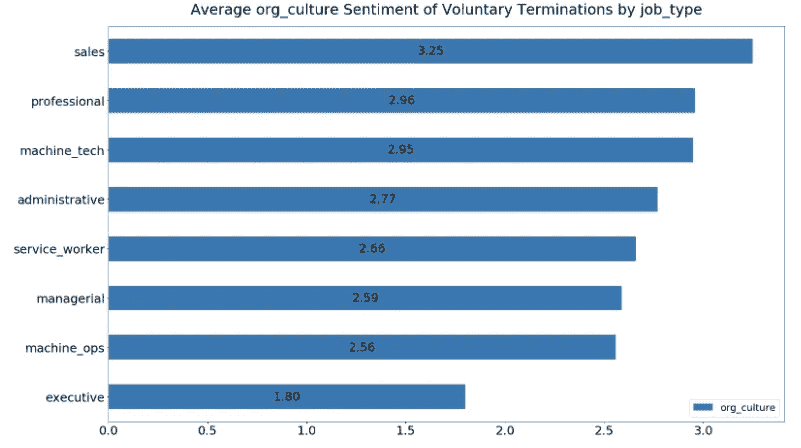 Average org_culture Sentiment of Voluntary Terminations by job_type
sales 3.25
professional 2.96
machine_tech 2.95
administrative 2.77
service_worker 2.66
managerial 2.59
machine_ops 2.56
executive 1.80
org_culture
0.0 0.5 1.0 1.5 2.0 2.5 3.0